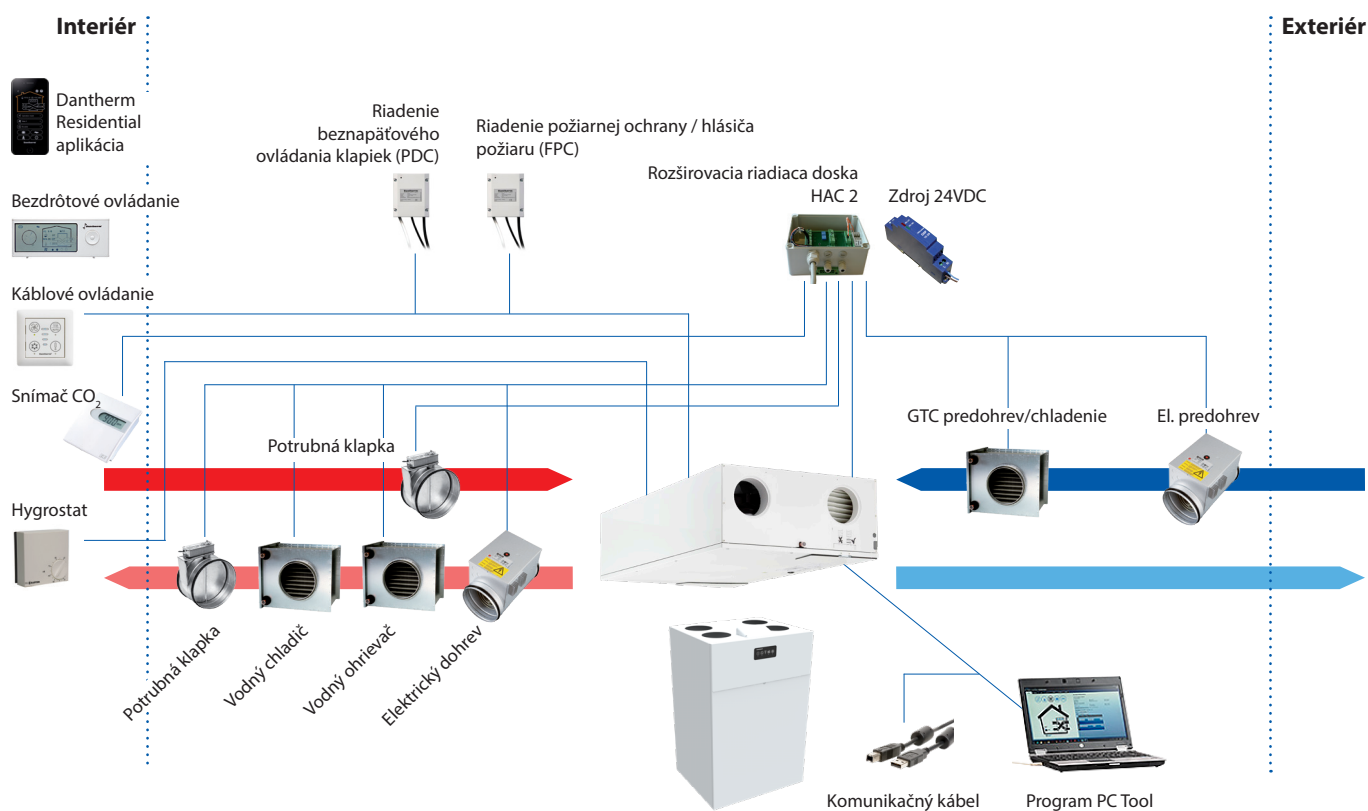 Interiér
Exteriér
Dantherm
Residential
aplikácia
Riadenie
beznapäťového
ovládania klapiek (PDC)
Riadenie požiarnej ochrany / hlásiča
požiaru (FPC)
Rozširovacia riadiaca doska
HAC 2
Zdroj 24VDC
Bezdrôtové ovládanie
Káblové ovládanie
Snímač CO2
Potrubná klapka
GTC predohrev/chladenie
El. predohrev
Hygrostat
Potrubná klapka
Vodný chladič
Vodný ohrievač
Elektrický dohrev
Komunikačný kábel
Program PC Tool